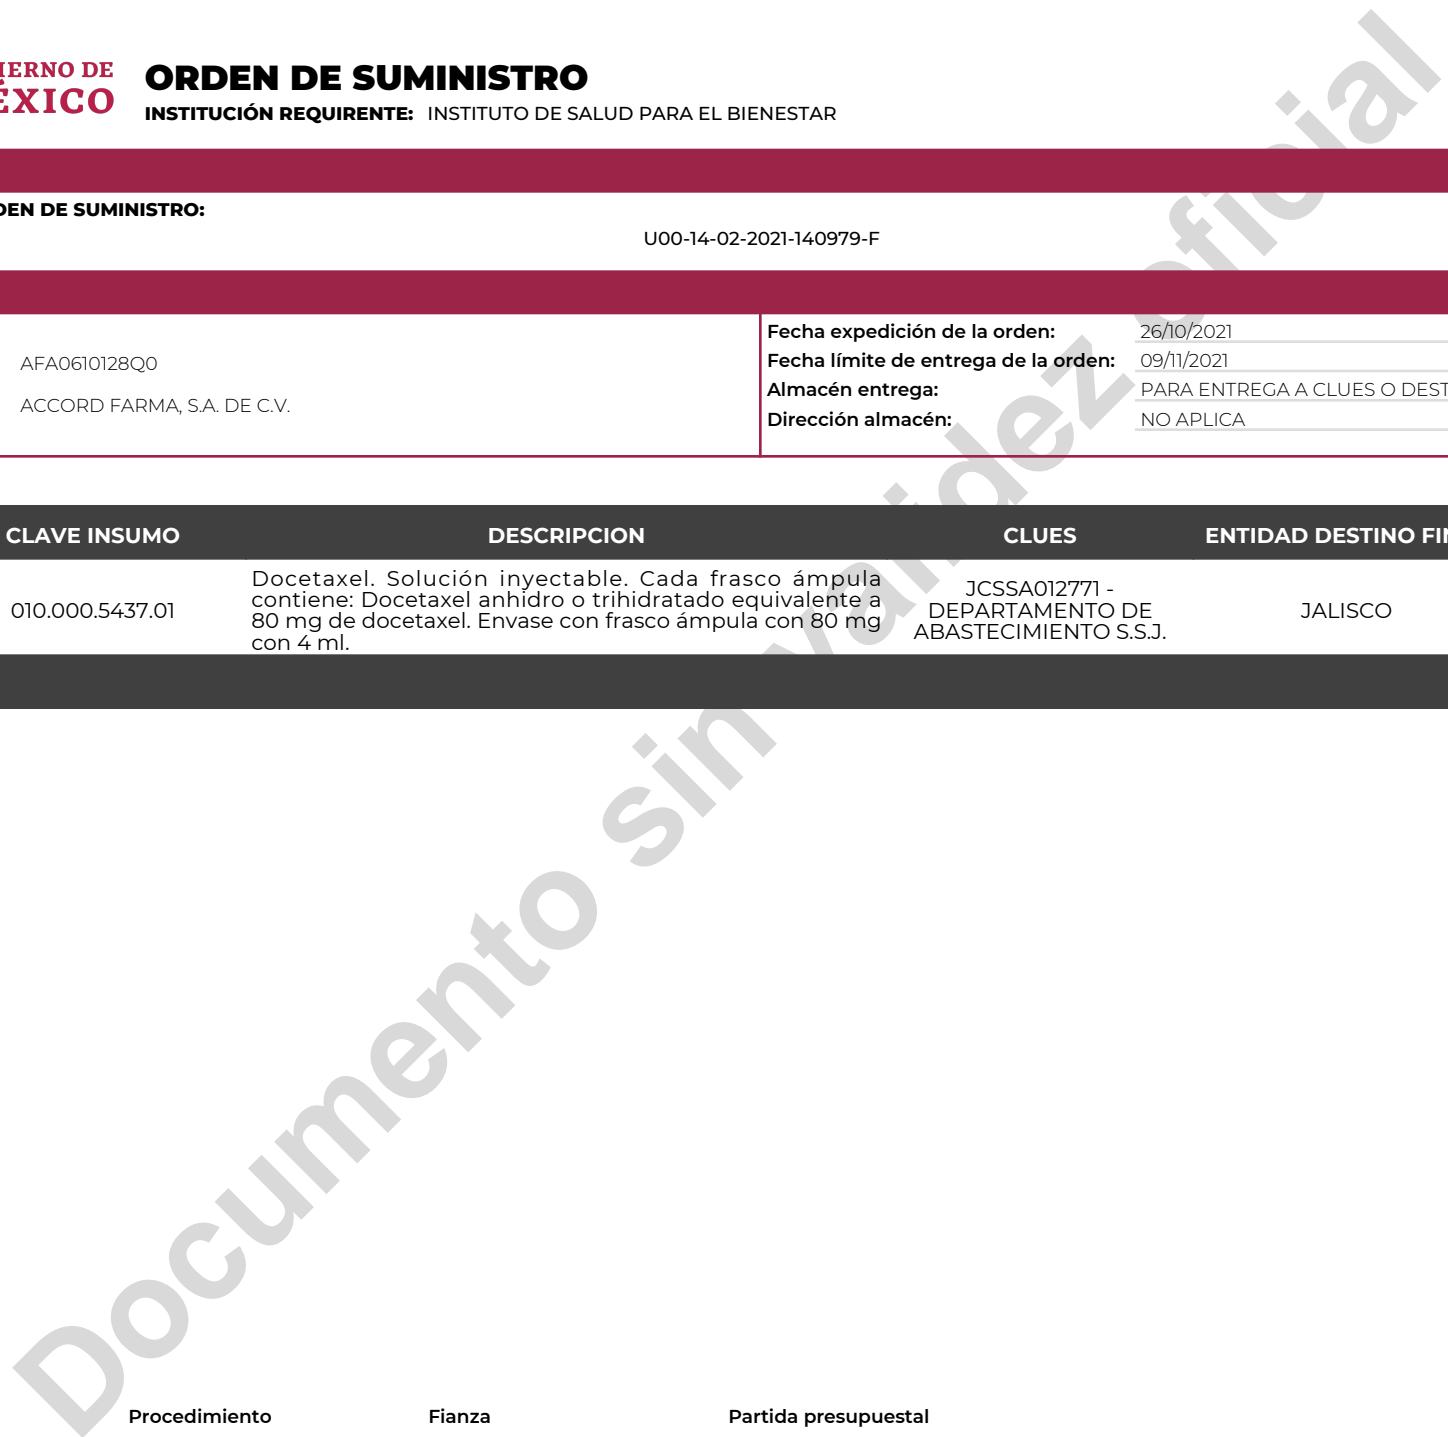 IERNO DE
ÉXICO
ORDEN DE SUMINISTRO
INSTITUCIÓN REQUIRENTE: INSTITUTO DE SALUD PARA EL BIENESTAR
DEN DE SUMINISTRO:
U00-14-02-2021-140979-F
AFA0610128Q0
ACCORD FARMA, S.A. DE C.V.
Fecha expedición de la orden: 26/10/2021
Fecha límite de entrega de la orden: 09/11/2021
Almacén entrega: PARA ENTREGA A CLUES O DEST
Dirección almacén: NO APLICA
CLAVE INSUMO DESCRIPCION CLUES ENTIDAD DESTINO FIN
010.000.5437.01
Docetaxel. Solución inyectable. Cada frasco ámpula
contiene: Docetaxel anhidro o trihidratado equivalente a
80 mg de docetaxel. Envase con frasco ámpula con 80 mg
con 4 ml.
JCSSA012771 -
DEPARTAMENTO DE
ABASTECIMIENTO S.S.J.
JALISCO
Documento sin validez oficial
Procedimiento Fianza Partida presupuestal